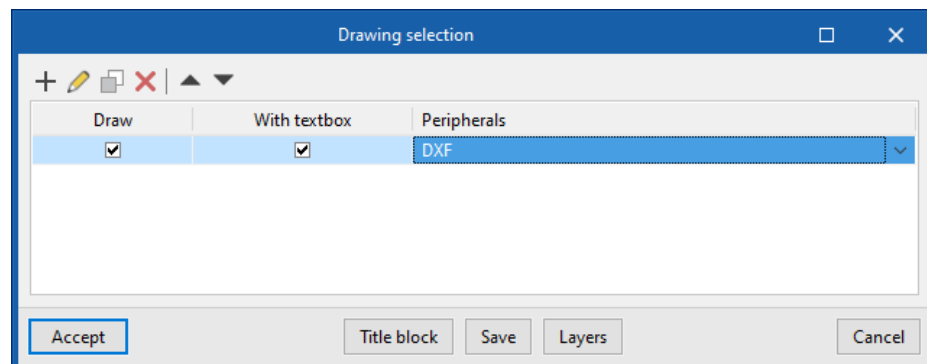 Drawing selection
Draw With textbox Peripherals
DXF
Accept Title block Save Layers Cancel